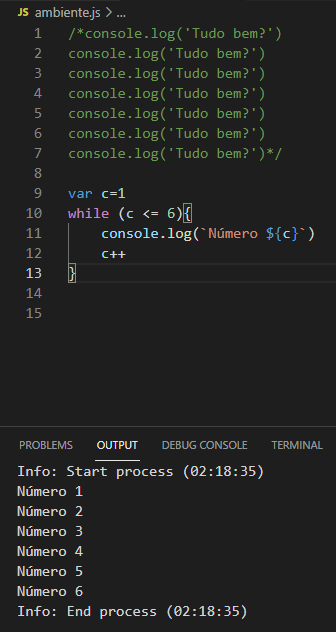 JS ambiente.js > ...
1 /*console.log('Tudo bem?')
2 console.log('Tudo bem?')
3 console.log('Tudo bem?')
4 console.log('Tudo bem?')
5 console.log('Tudo bem?')
6 console.log('Tudo bem?')
7 console.log('Tudo bem?')*/
8
9 var c=1
10 while (c <= 6){
11 console.log(`Número ${c}`)
12 c++
13 }
14
15
PROBLEMS OUTPUT DEBUG CONSOLE TERMINAL
Info: Start process (02:18:35)
Número 1
Número 2
Número 3
Número 4
Número 5
Número 6
Info: End process (02:18:35)